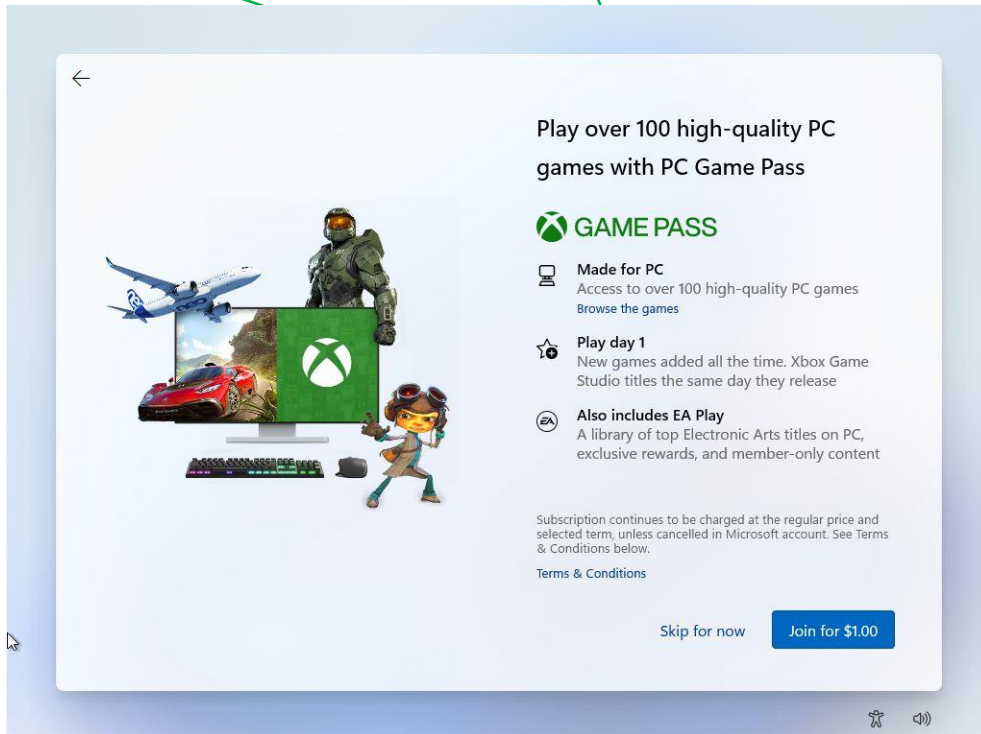 Play over 100 high-quality PC
games with PC Game Pass
GAME PASS
Made for PC
Access to over 100 high-quality PC games
Browse the games
Play day 1
New games added all the time. Xbox Game
Studio titles the same day they release
EA
Also includes EA Play
A library of top Electronic Arts titles on PC,
exclusive rewards, and member-only content
Subscription continues to be charged at the regular price and
selected term, unless cancelled in Microsoft account. See Terms
& Conditions below.
Terms & Conditions
Skip for now
Join for $1.00
neo